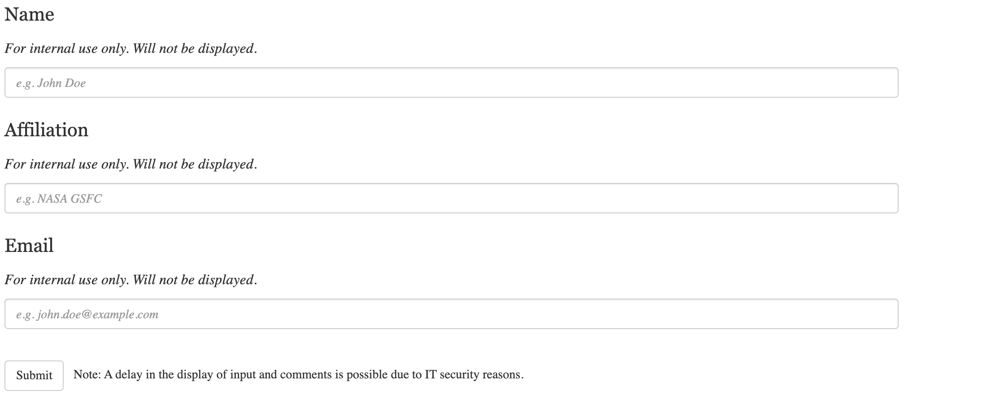 Name
For internal use only. Will not be displayed.
e.g. John Doe
Affiliation
For internal use only. Will not be displayed.
e.g. NASA GSFC
Email
For internal use only. Will not be displayed.
e.g. john.doe@example.com
Submit Note: A delay in the display of input and comments is possible due to IT security reasons.